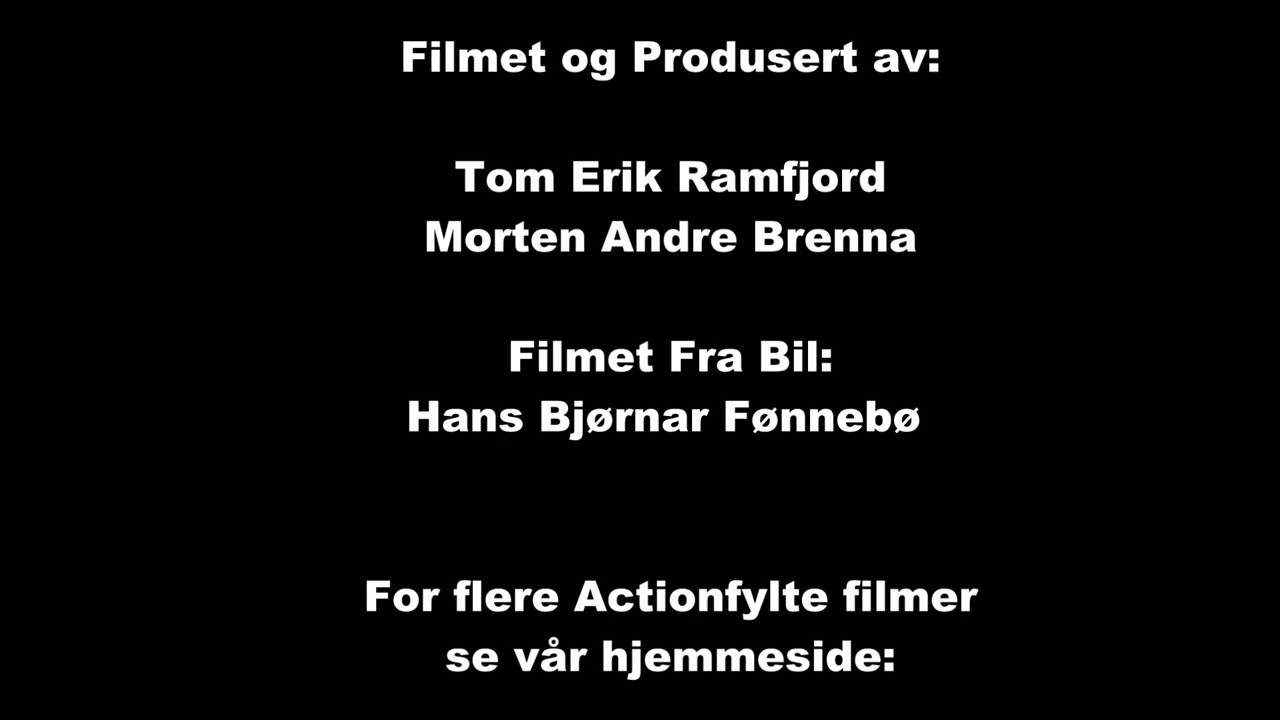 Filmet og Produsert av:
Tom Erik Ramfjord
Morten Andre Brenna
Filmet Fra Bil:
Hans Bjørnar Fønnebø
For flere Actionfylte filmer
se vår hjemmeside: